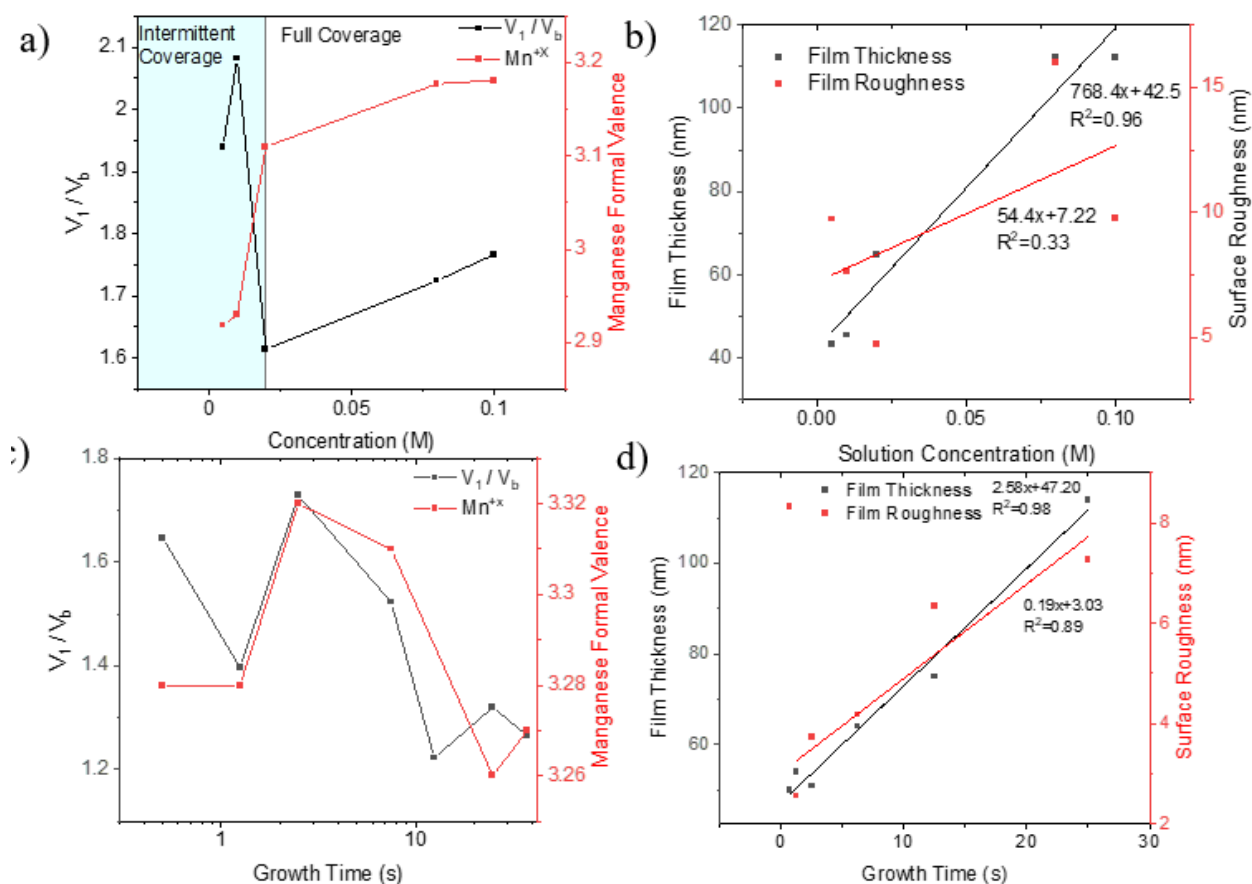 a)
Intermittent Coverage
Full Coverage
V1 / Vb
Mn+X
2.1
2
1.9
1.8
1.7
1.6
V1 / Vb
3.2
3.1
3
2.9
Manganese Formal Valence
0
0.05
0.1
Concentration (M)
b)
Film Thickness
Film Roughness
768.4x+42.5
R2=0.96
54.4x+7.22
R2=0.33
120
100
80
60
40
Film Thickness (nm)
15
10
5
Surface Roughness (nm)
0.00
0.05
0.10
Solution Concentration (M)
c)
V1 / Vb
Mn+x
1.8
1.6
1.4
1.2
V1 / Vb
3.32
3.3
3.28
3.26
Manganese Formal Valence
1
10
Growth Time (s)
d)
Film Thickness
Film Roughness
2.58x+47.20
R2=0.98
0.19x+3.03
R2=0.89
120
100
80
60
Film Thickness (nm)
8
6
4
2
Surface Roughness (nm)
0
5
10
15
20
25
30
Growth Time (s)